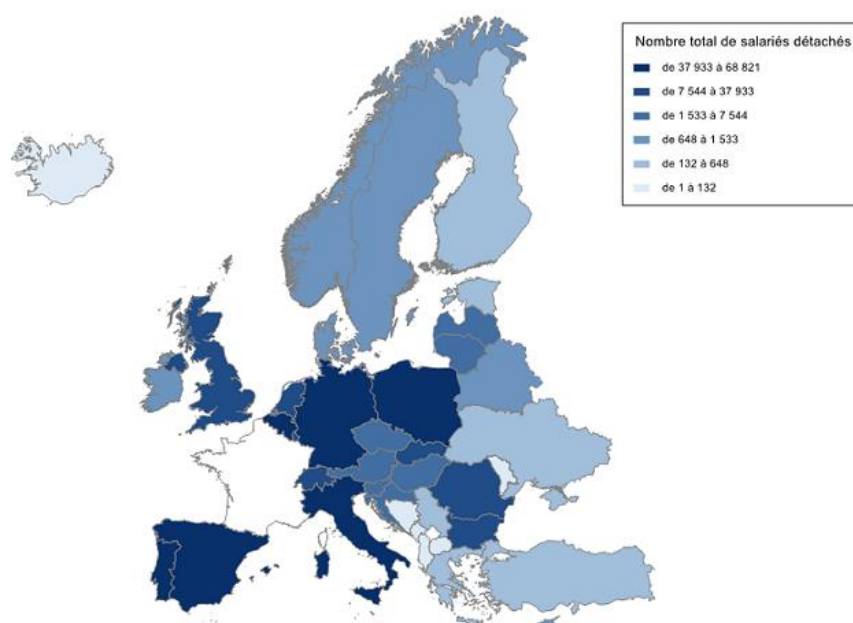 Nombre total de salariés détachés
de 37 933 à 68 821
de 7 544 à 37 933
de 1 533 à 7 544
de 648 à 1 533
de 132 à 648
de 1 à 132